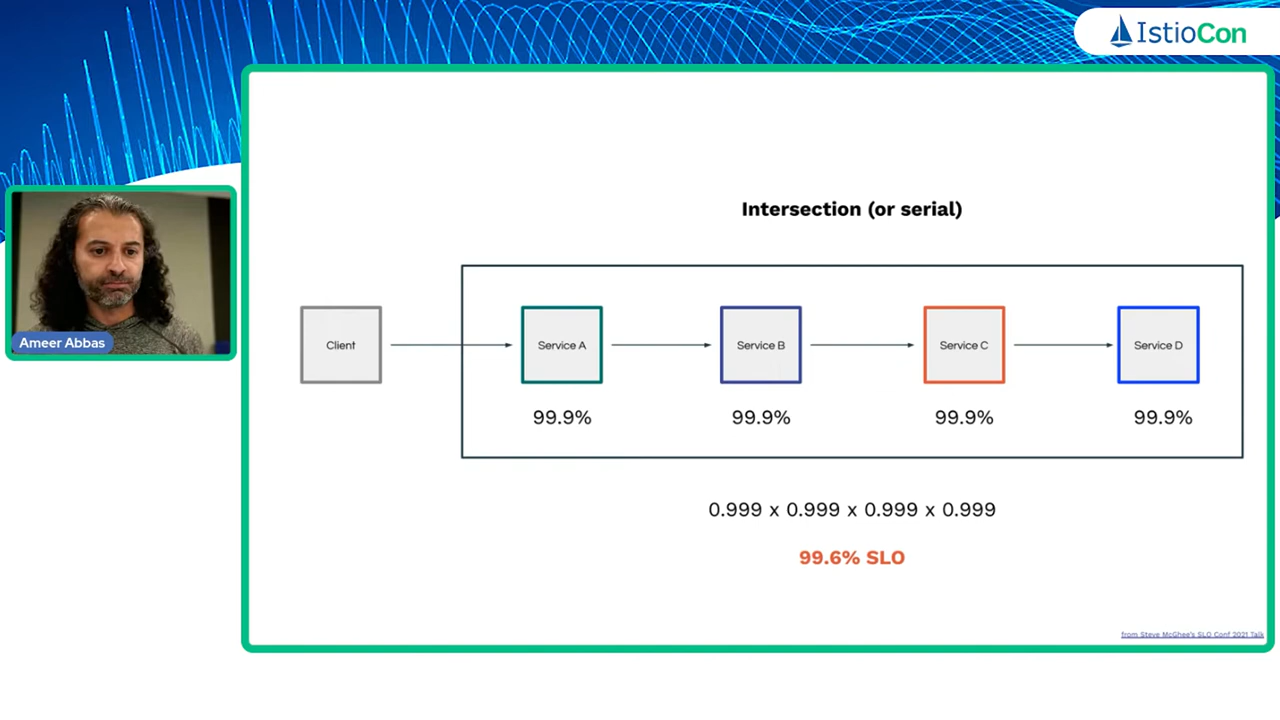 IstioCon
Ameer Abbas
Intersection (or serial)
Client
Service A
Service B
Service C
Service D
99.9%
99.9%
99.9%
99.9%
0.999 x 0.999 x 0.999 x 0.999
99.6% SLO
from Steve McGhee's SLO Conf 2021 Talk